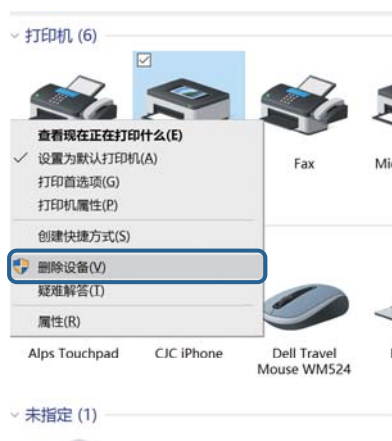 打印机 (6)
查看现在正在打印什么(E)
设置为默认打印机(A)
打印首选项(G)
打印机属性(P)
创建快捷方式(S)
删除设备(V)
疑难解答(T)
属性(R)
Fax
Alps Touchpad
CJC iPhone
Dell Travel
Mouse WM524
未指定 (1)